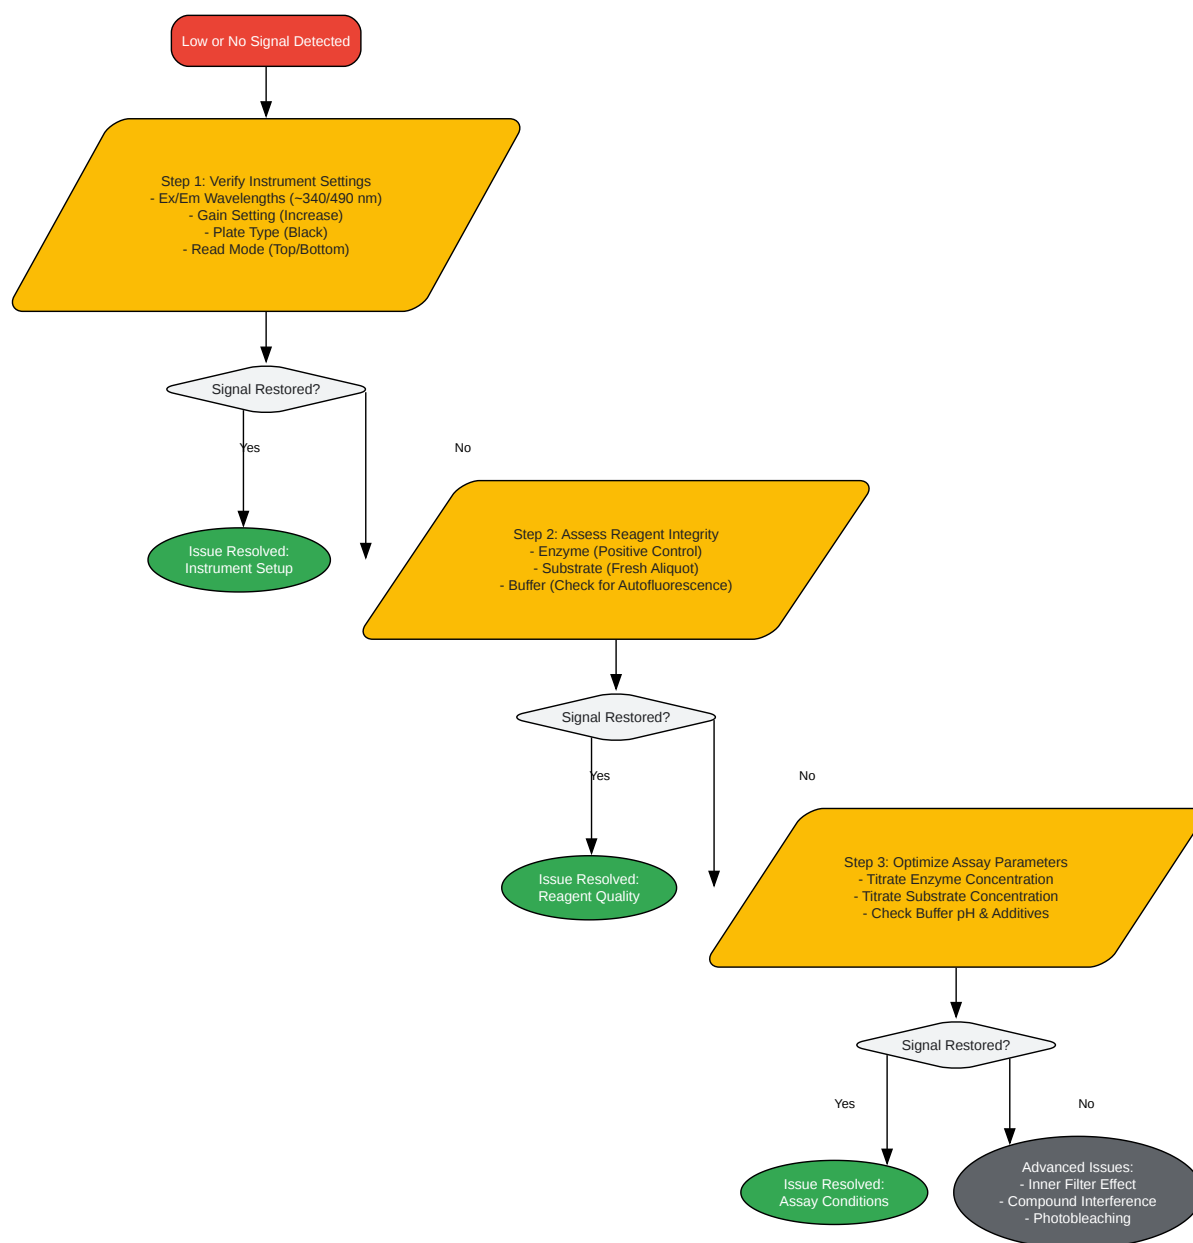 Low or No Signal Detected
Step 1: Verify Instrument Settings
- Ex/Em Wavelengths (~340/490 nm)
- Gain Setting (Increase)
- Plate Type (Black)
- Read Mode (Top/Bottom)
Signal Restored?
Yes
No
Issue Resolved:
Instrument Setup
Step 2: Assess Reagent Integrity
- Enzyme (Positive Control)
- Substrate (Fresh Aliquot)
- Buffer (Check for Autofluorescence)
Signal Restored?
Yes
No
Issue Resolved:
Reagent Quality
Step 3: Optimize Assay Parameters
- Titrate Enzyme Concentration
- Titrate Substrate Concentration
- Check Buffer pH & Additives
Signal Restored?
Yes
No
Issue Resolved:
Assay Conditions
Advanced Issues:
- Inner Filter Effect
- Compound Interference
- Photobleaching